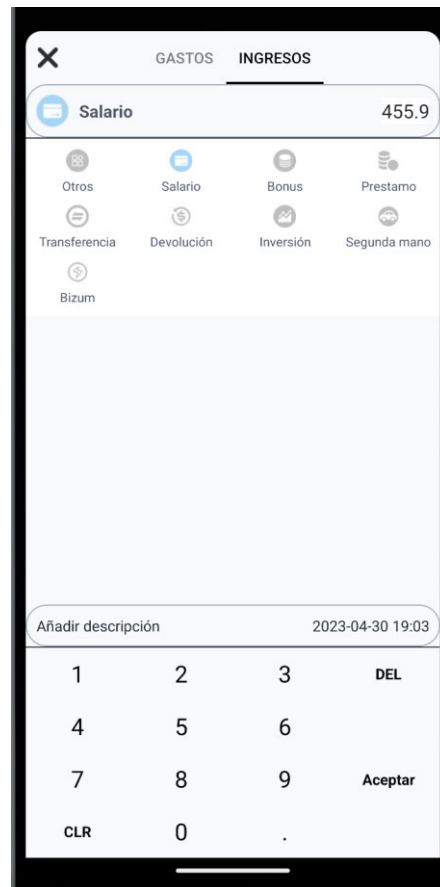 GASTOS INGRESOS
Salario 455.9
Otros Salario Bonus Prestamo
Transferencia Devolución Inversión Segunda mano
Bizum
Añadir descripción 2023-04-30 19:03
1 2 3 DEL
4 5 6
7 8 9 Aceptar
CLR 0 .